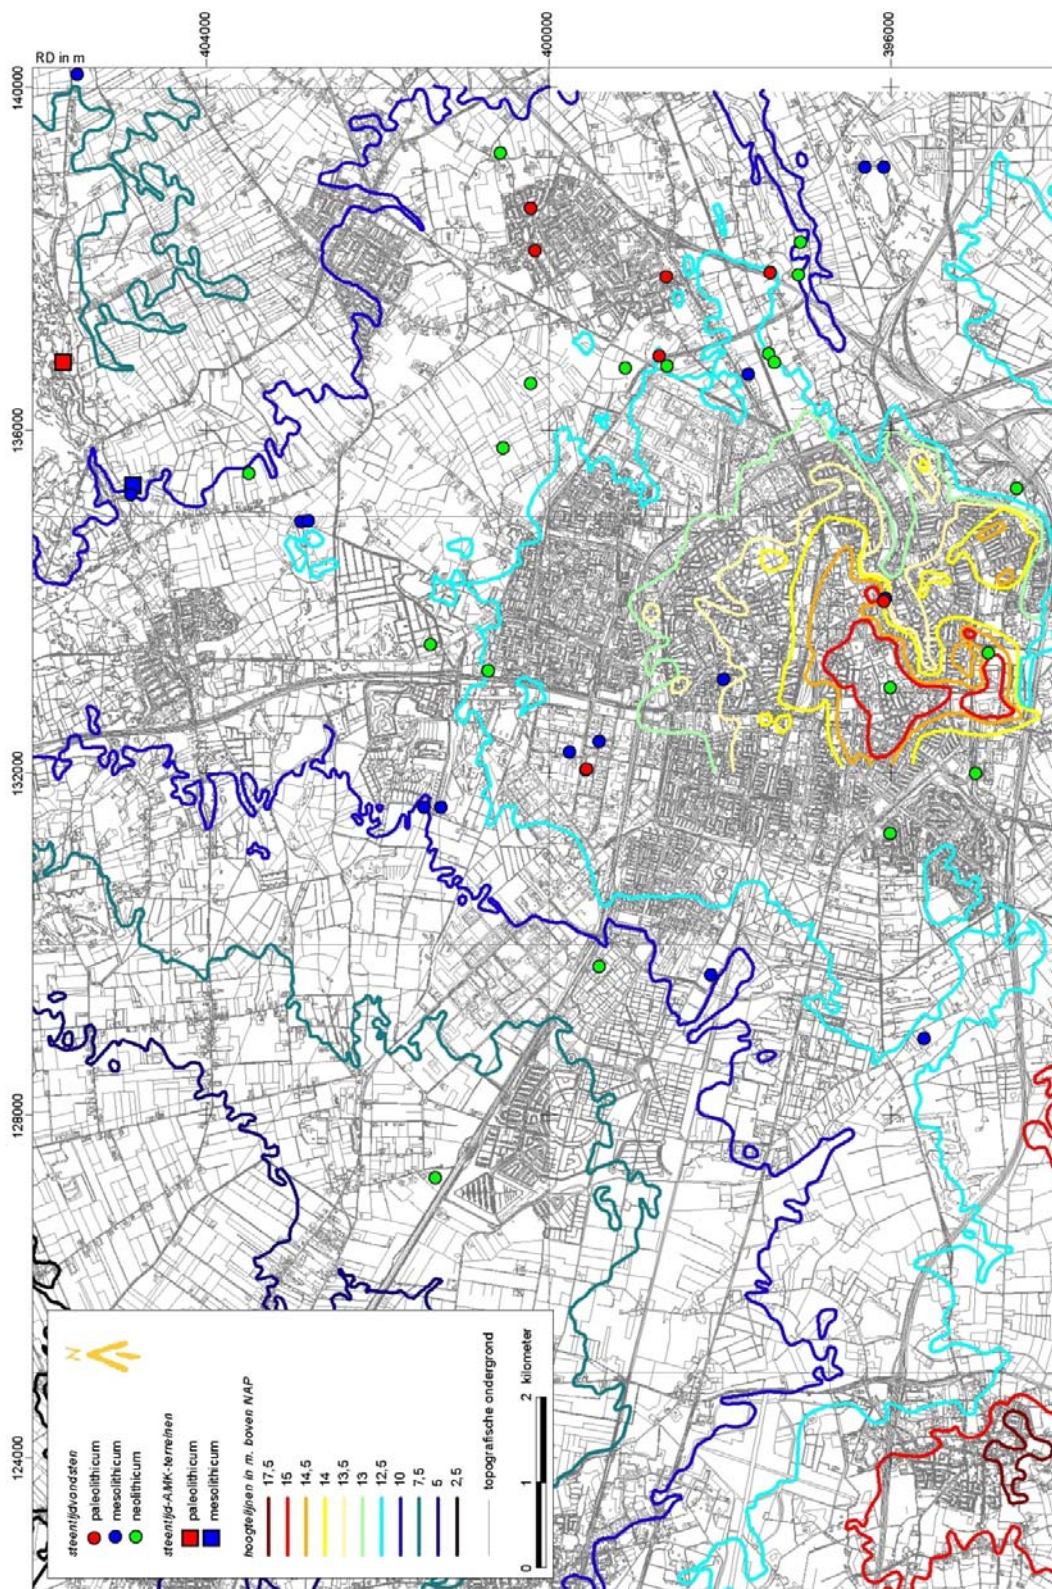 RD in m
404000
400000
396000
140000
136000
132000
128000
124000
N
steentijdvondsten
paleolithicum
mesolithicum
neolithicum
steentijd-AMK-terreinen
paleolithicum
mesolithicum
hoogtelijnen in m. boven NAP
17,5
15
14,5
14
13,5
13
12,5
10
7,5
5
2,5
topografische ondergrond
0 1 2
kilometer